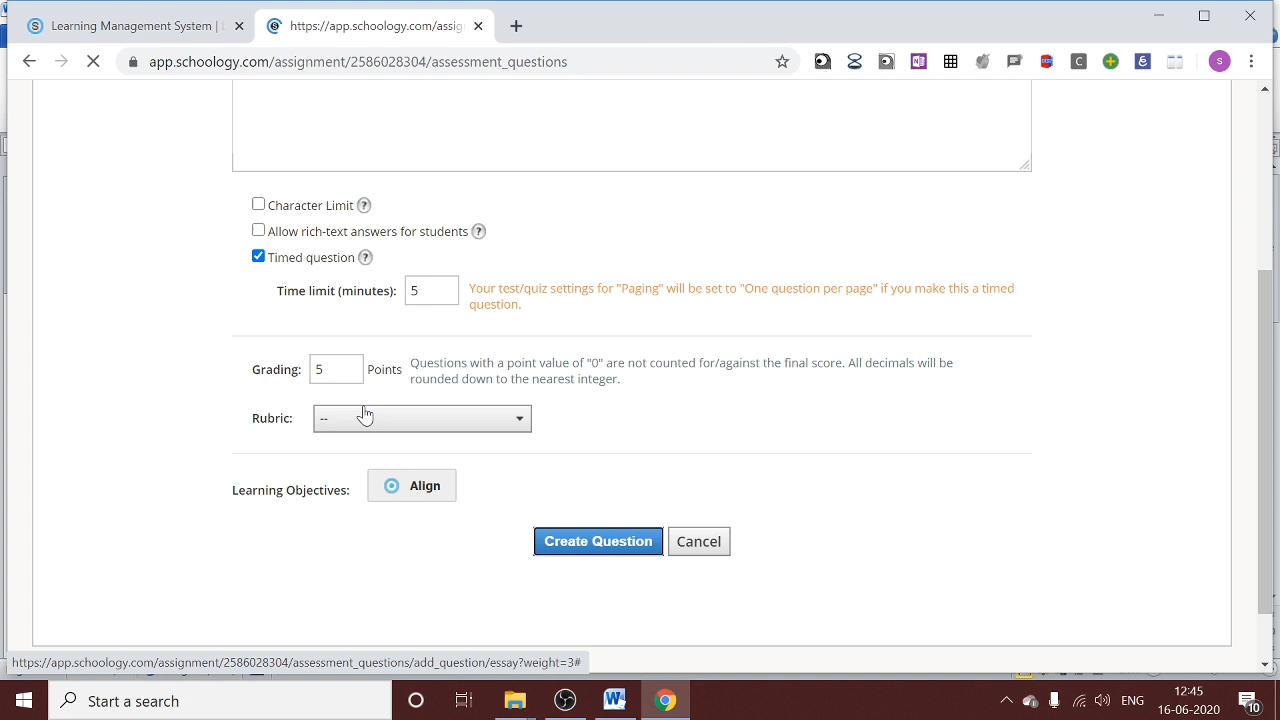 Learning Management System |
https://app.schoology.com/assig
app.schoology.com/assignment/2586028304/assessment_questions
Character Limit ?
Allow rich-text answers for students ?
Timed question ?
Time limit (minutes): 5
Your test/quiz settings for "Paging" will be set to "One question per page" if you make this a timed
question.
Grading: 5 Points
Questions with a point value of "0" are not counted for/against the final score. All decimals will be
rounded down to the nearest integer.
Rubric: --
Learning Objectives: Align
Create Question Cancel
https://app.schoology.com/assignment/2586028304/assessment_questions/add_question/essay?weight=3#
Start a search
ENG
12:45
16-06-2020
10